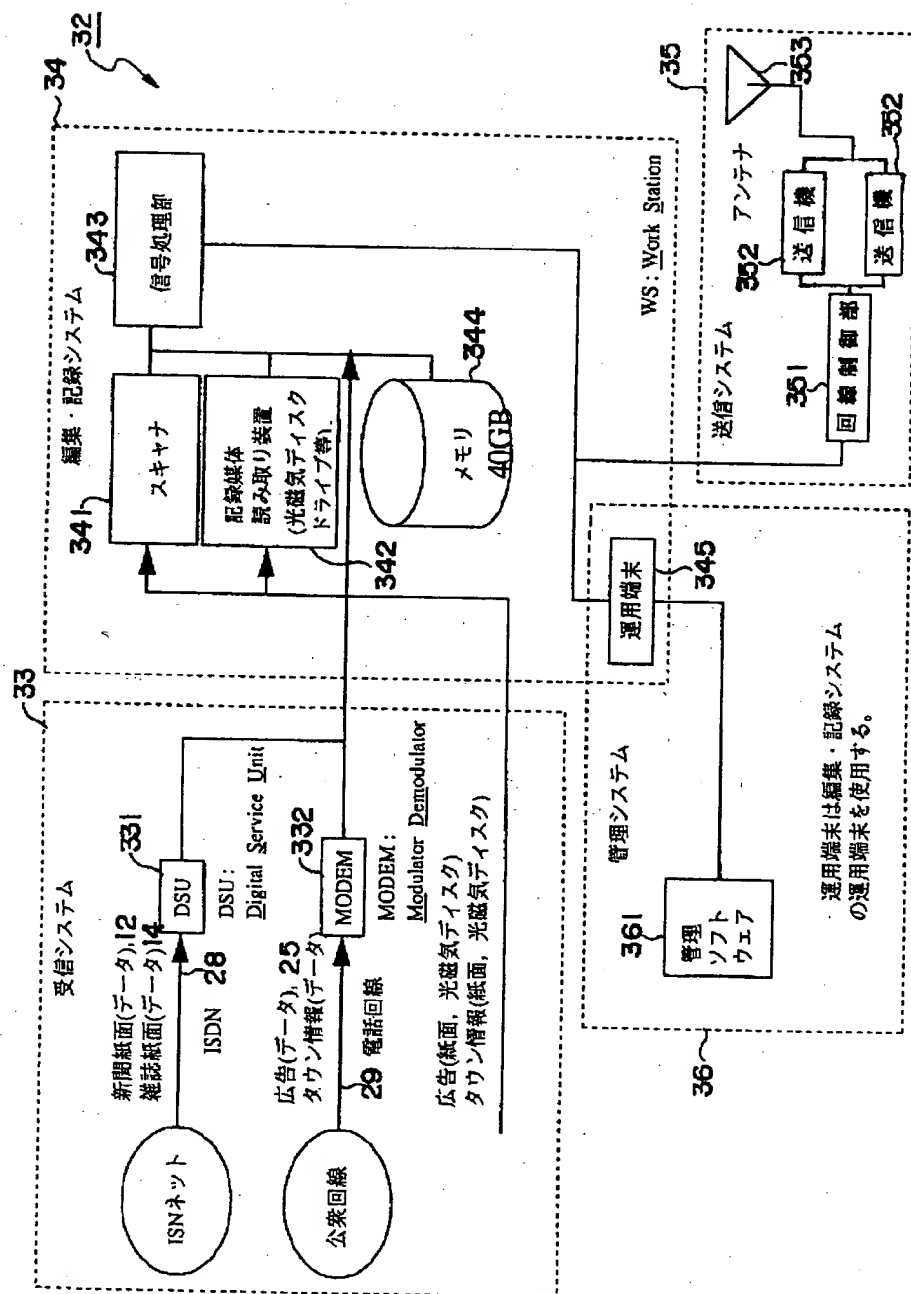 32
33
受信システム
ISNネット
新聞紙面(データ),12
雑誌紙面(データ)14
28
ISDN
331
DSU
DSU:
Digital Service Unit
公衆回線
広告(データ),25
タウン情報(データ)
29 電話回線
332
MODEM
MODEM:
Modulator Demodulator
広告(紙面，光磁気ディスク)
タウン情報(紙面，光磁気ディスク)
34
編集・記録システム
341
スキャナ
343
信号処理部
記録媒体
読み取り装置
(光磁気ディスク
ドライブ等)
342
メモリ
40GB
344
WS: Work Station
運用端末
345
管理システム
361
管理
ソフト
ウェア
運用端末は編集・記録システム
の運用端末を使用する。
36
35
送信システム
アンテナ
353
351
回線制御部
352
送信機
送信機
352